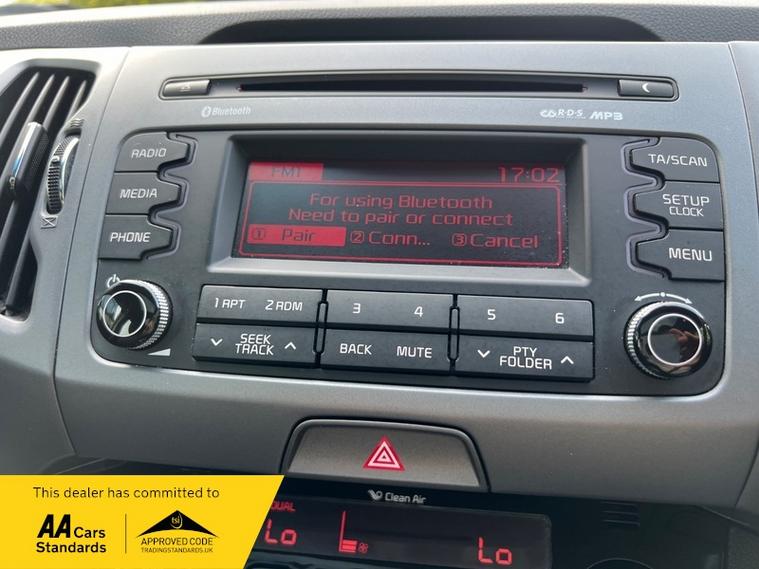 Bluetooth
RDS MP3
RADIO
MEDIA
PHONE
FM1 17:02
For using Bluetooth
Need to pair or connect
1 Pair 2 Conn... 3 Cancel
TA/SCAN
SETUP
CLOCK
MENU
1 RPT 2 RDM 3 4 5 6
SEEK
TRACK
BACK MUTE
PTY
FOLDER
Clean Air
DUAL
Lo Lo
This dealer has committed to
AA Cars
Standards
tsi
APPROVED CODE
TRADINGSTANDARDS.UK